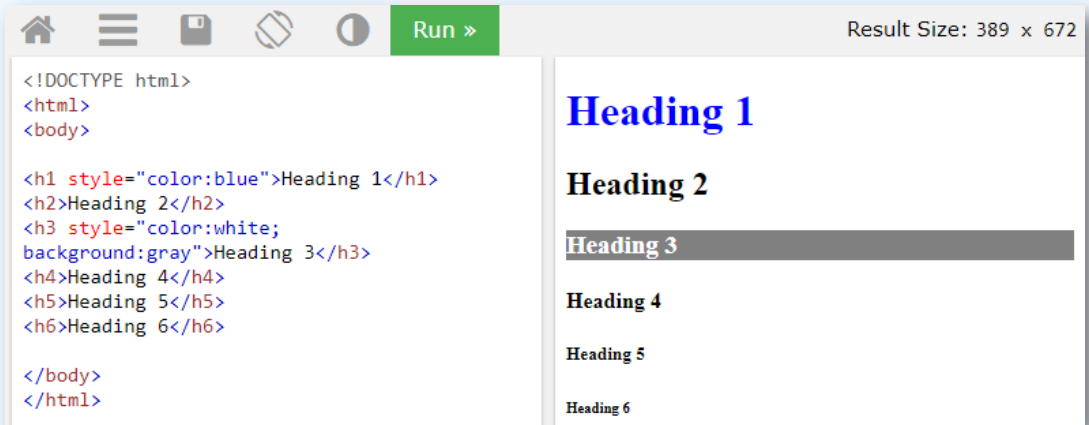 Run »
Result Size: 389 x 672
<!DOCTYPE html>
<html>
<body>
<h1 style="color:blue">Heading 1</h1>
<h2>Heading 2</h2>
<h3 style="color:white;
background:gray">Heading 3</h3>
<h4>Heading 4</h4>
<h5>Heading 5</h5>
<h6>Heading 6</h6>
</body>
</html>
Heading 1
Heading 2
Heading 3
Heading 4
Heading 5
Heading 6